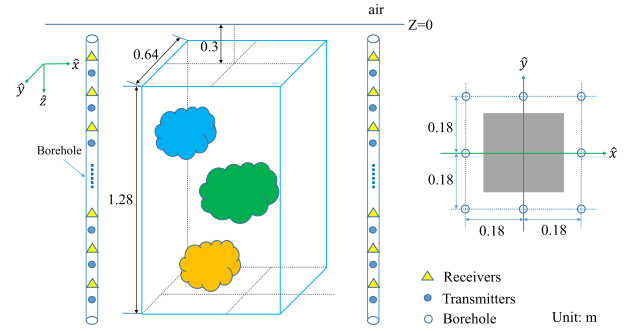 air
Z=0
0.64
0.3
x̂
ŷ
ẑ
Borehole
1.28
ŷ
0.18
x̂
0.18
0.18
0.18
Receivers
Transmitters
Borehole
Unit: m